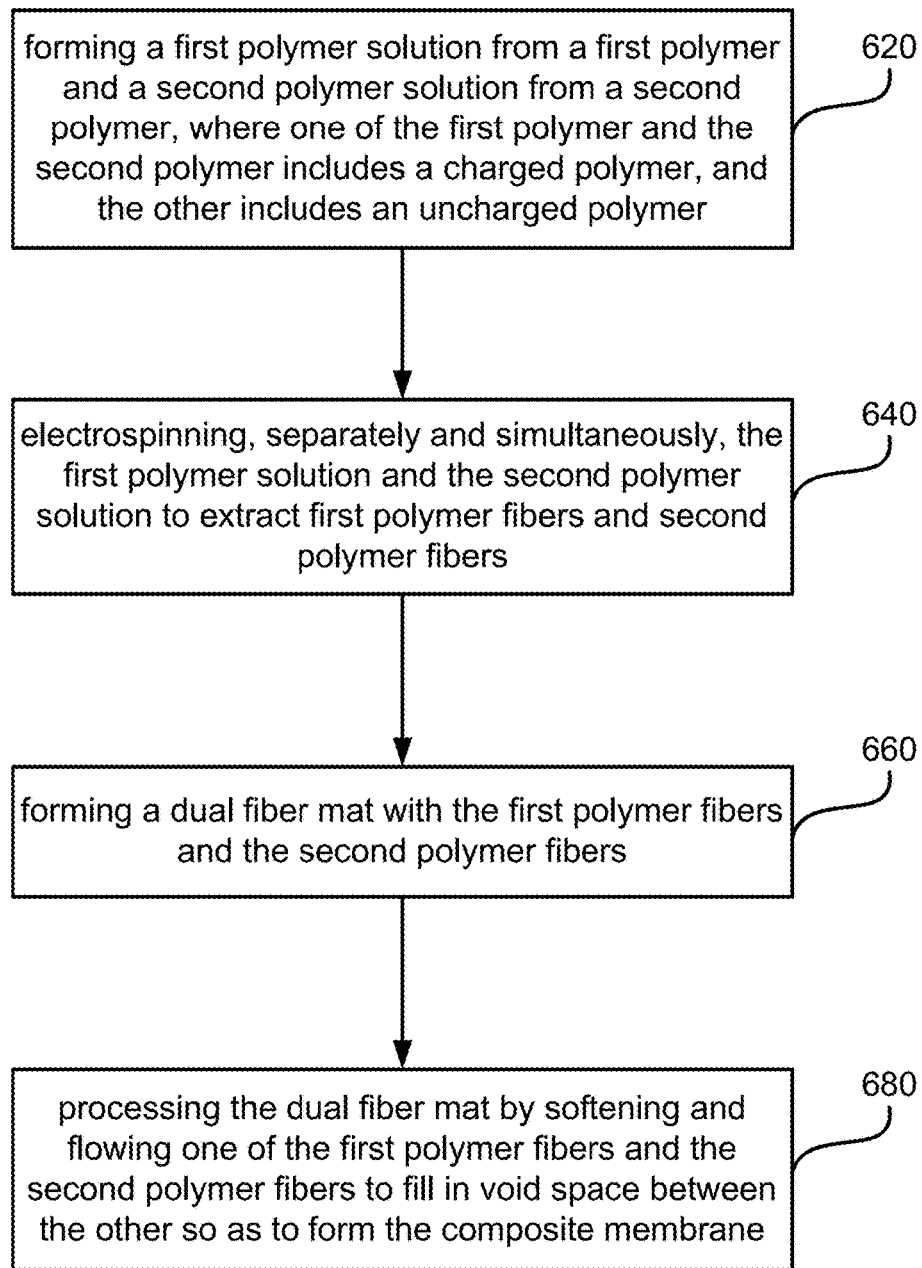 forming a first polymer solution from a first polymer
and a second polymer solution from a second
polymer, where one of the first polymer and the
second polymer includes a charged polymer, and
the other includes an uncharged polymer
620
electrospinning, separately and simultaneously, the
first polymer solution and the second polymer
solution to extract first polymer fibers and second
polymer fibers
640
forming a dual fiber mat with the first polymer fibers
and the second polymer fibers
660
processing the dual fiber mat by softening and
flowing one of the first polymer fibers and the
second polymer fibers to fill in void space between
the other so as to form the composite membrane
680